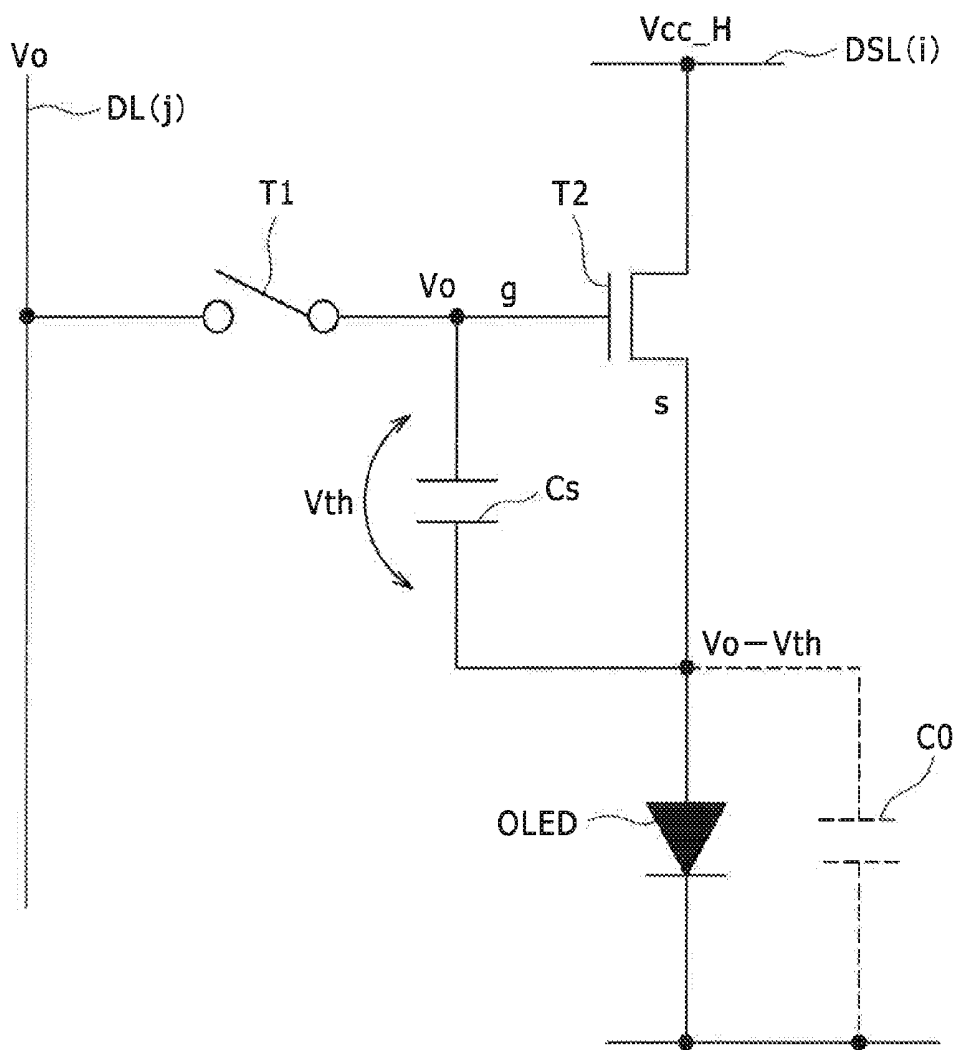 Vcc_H
DSL(i)
Vo
DL(j)
T1
T2
Vo
g
s
Vth
Cs
Vo−Vth
C0
OLED